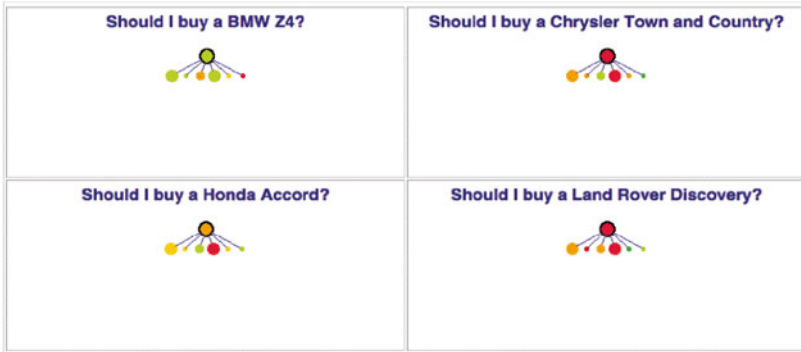 Should I buy a BMW Z4?
Should I buy a Chrysler Town and Country?
Should I buy a Honda Accord?
Should I buy a Land Rover Discovery?